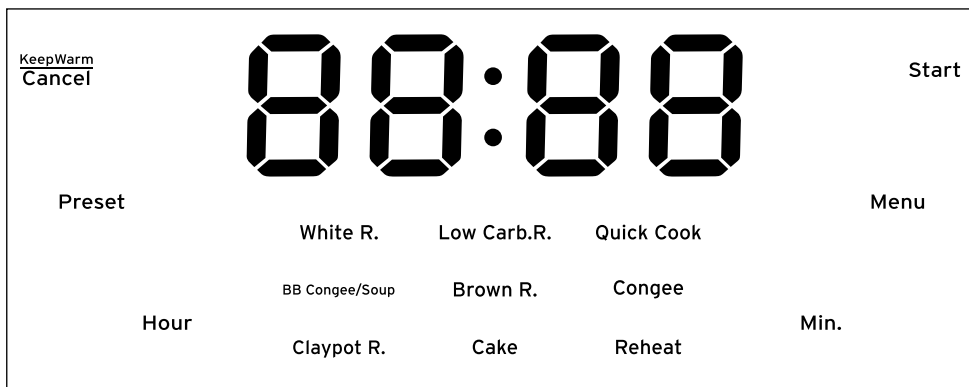 KeepWarm
Cancel
88:88
Start
Preset
Menu
White R.
Low Carb.R.
Quick Cook
BB Congee/Soup
Brown R.
Congee
Hour
Min.
Claypot R.
Cake
Reheat